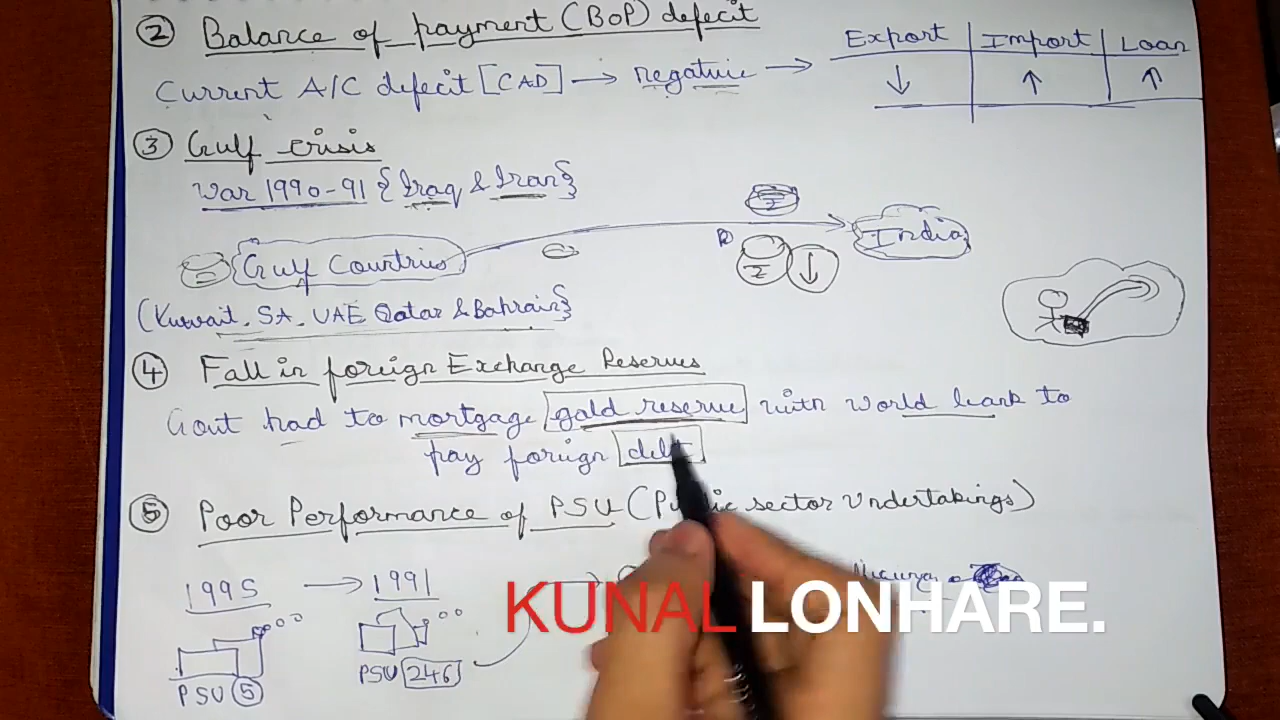 ② Balance of payment (BOP) defecit
Current A/C defecit [CAD] → negative → Export ↓ Import ↑ Loan ↑
③ Gulf crisis
War 1990-91 {Iraq & Iran}
Gulf Countries India
(Kuwait, SA, UAE Qatar & Bahrain}
④ Fall in foreign Exchange Reserves
Govt had to mortgage gold reserve with world bank to
pay foreign debt
⑤ Poor Performance of PSU (Public sector Undertakings)
1995 → 1991
PSU ⑤ PSU 246
KUNAL LONHARE.